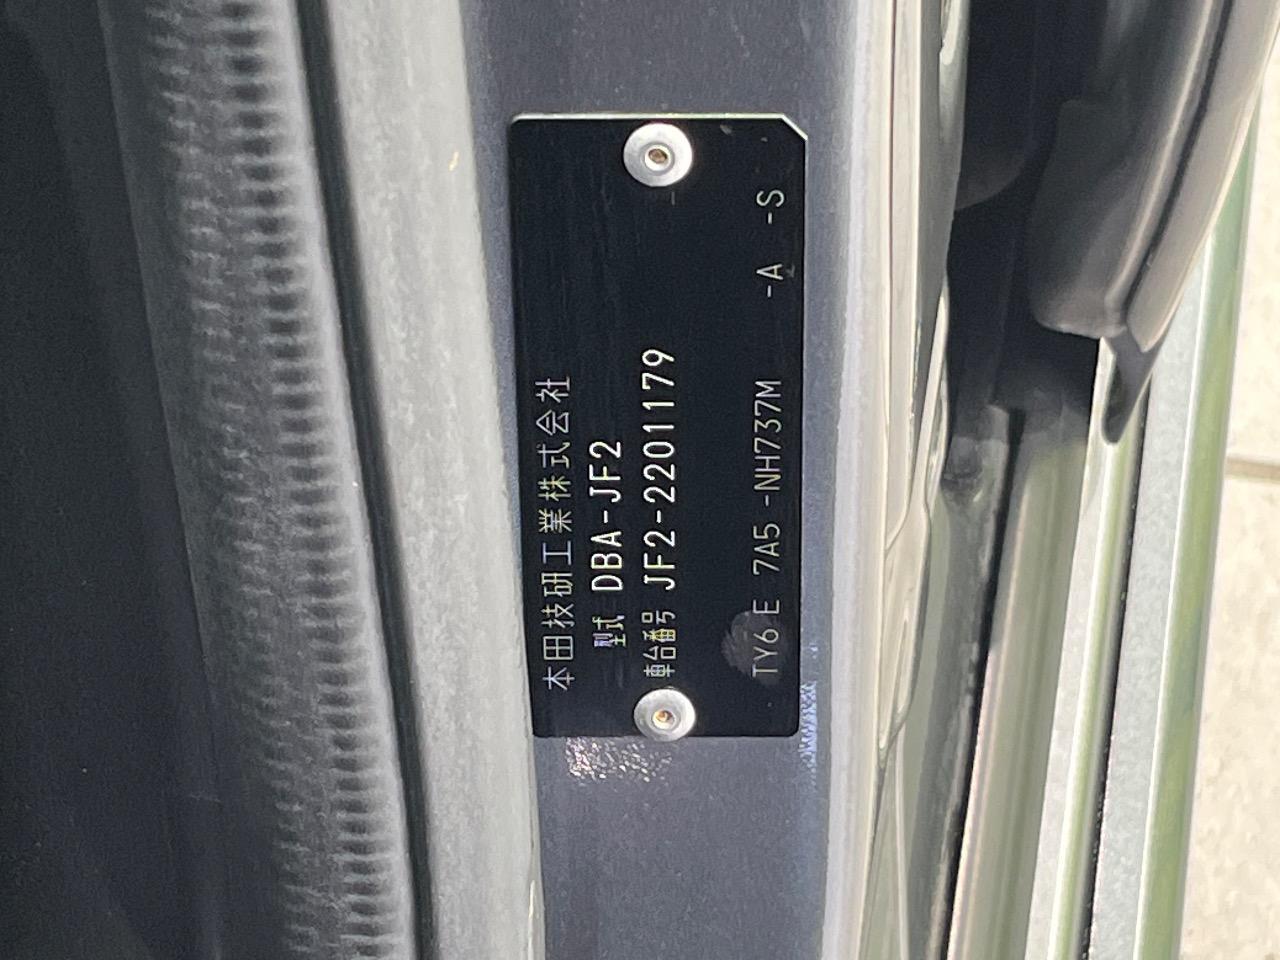 本田技研工業株式会社
型式 DBA-JF2
車台番号 JF2-2201179
TY6 E 7A5 -NH737M -A -S